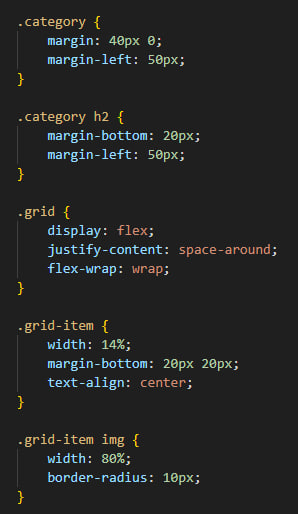 .category {
    margin: 40px 0;
    margin-left: 50px;
}

.category h2 {
    margin-bottom: 20px;
    margin-left: 50px;
}

.grid {
    display: flex;
    justify-content: space-around;
    flex-wrap: wrap;
}

.grid-item {
    width: 14%;
    margin-bottom: 20px 20px;
    text-align: center;
}

.grid-item img {
    width: 80%;
    border-radius: 10px;
}